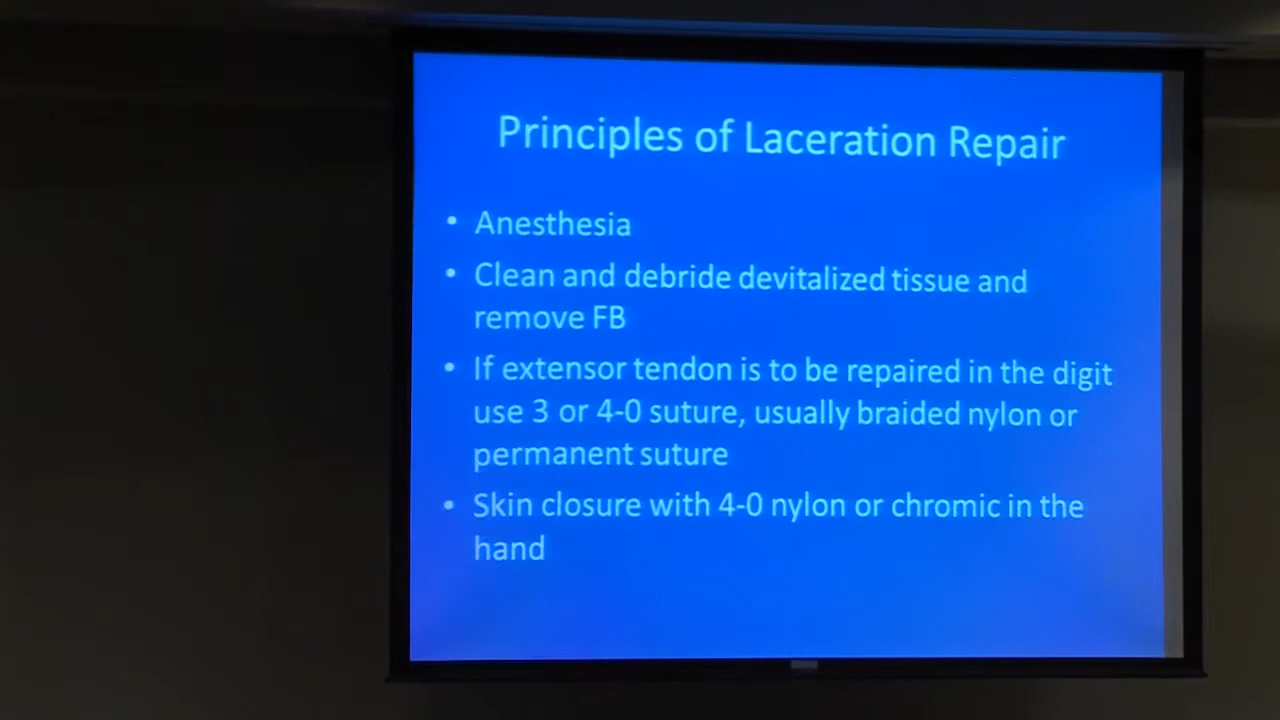 Principles of Laceration Repair
• Anesthesia
• Clean and debride devitalized tissue and
remove FB
• If extensor tendon is to be repaired in the digit
use 3 or 4-0 suture, usually braided nylon or
permanent suture
• Skin closure with 4-0 nylon or chromic in the
hand